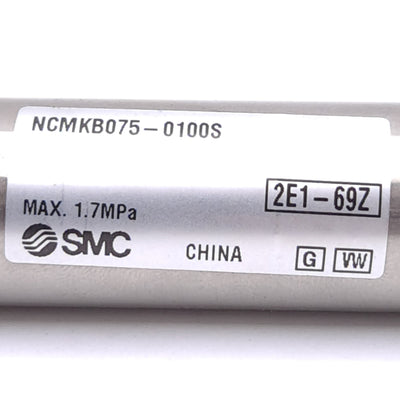 NCMKB075-0100S
2E1-69Z
MAX. 1.7MPa
SMC
CHINA G VW